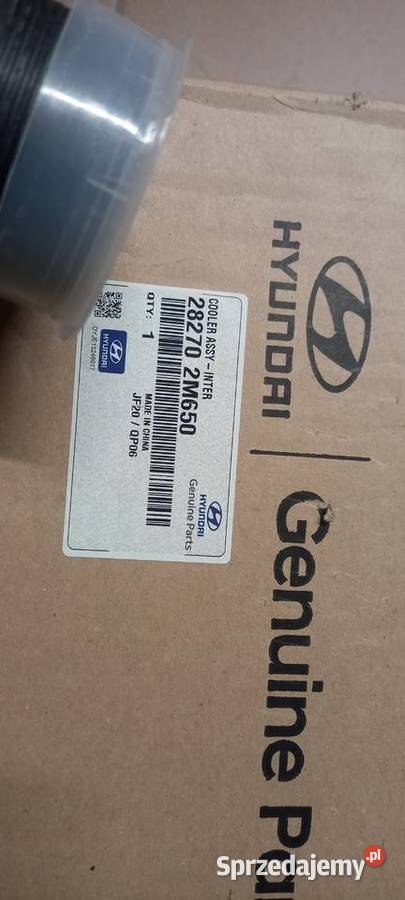 HYUNDAI
Genuine Pa
COOLER ASSY - INTER
28270 2M650
QTY: 1
MADE IN CHINA
JF20 / QP06
HYUNDAI
Genuine Parts
HYUNDAI
Sprzedajemy.pl